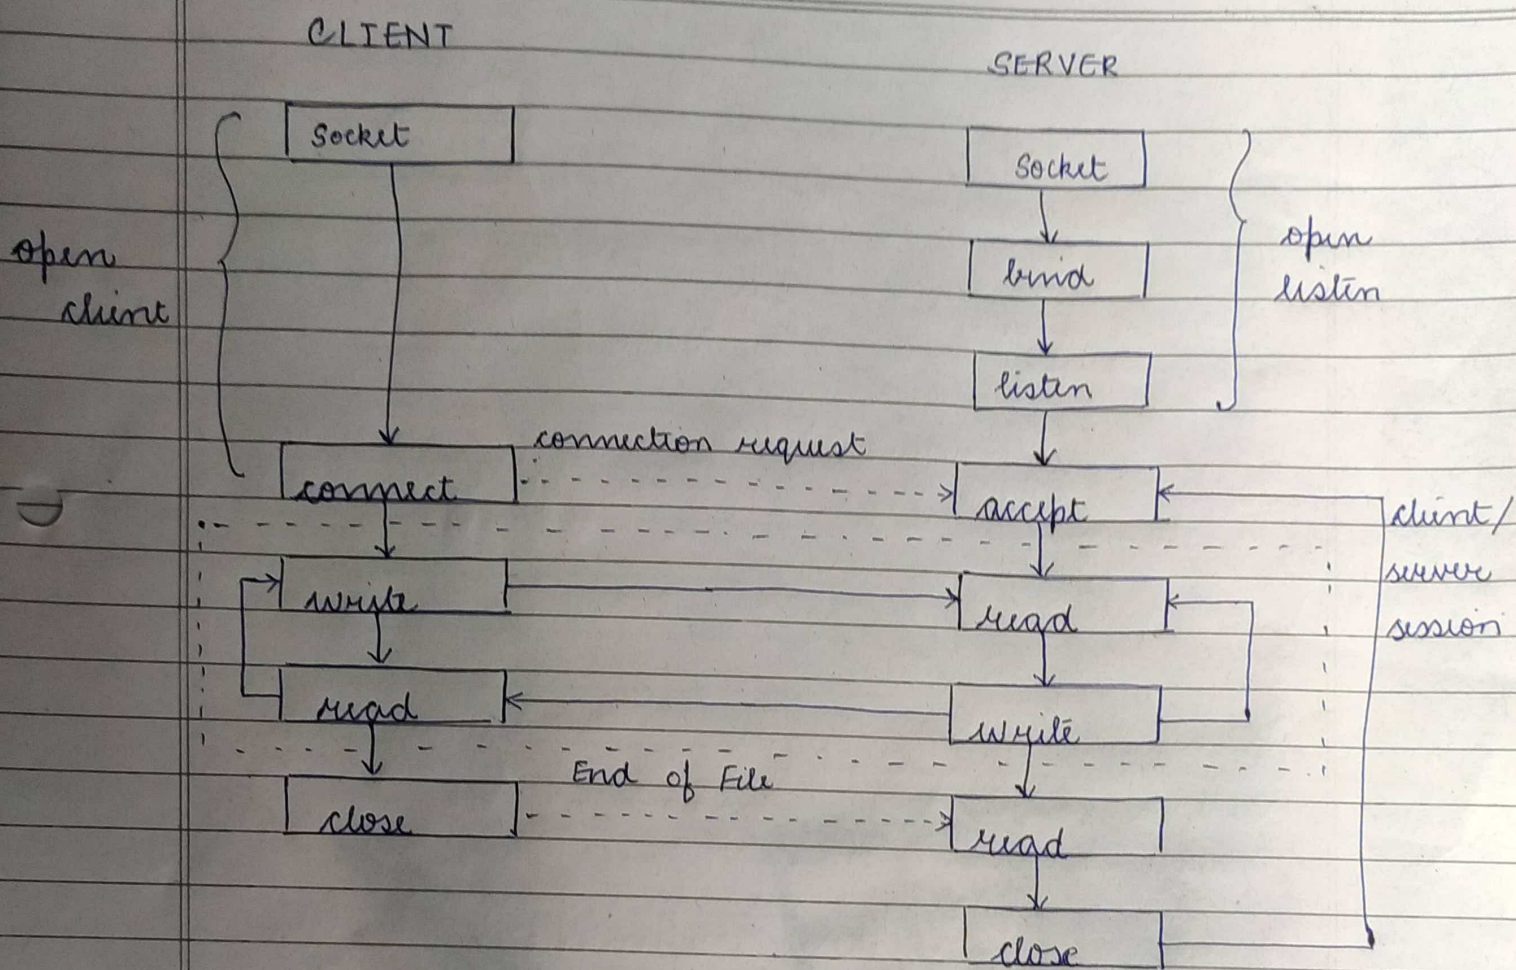 CLIENT
SERVER
Socket
Socket
open
client
bind
open
listen
listen
connection request
connect
accept
client/
server
session
write
read
read
write
End of File
close
read
close